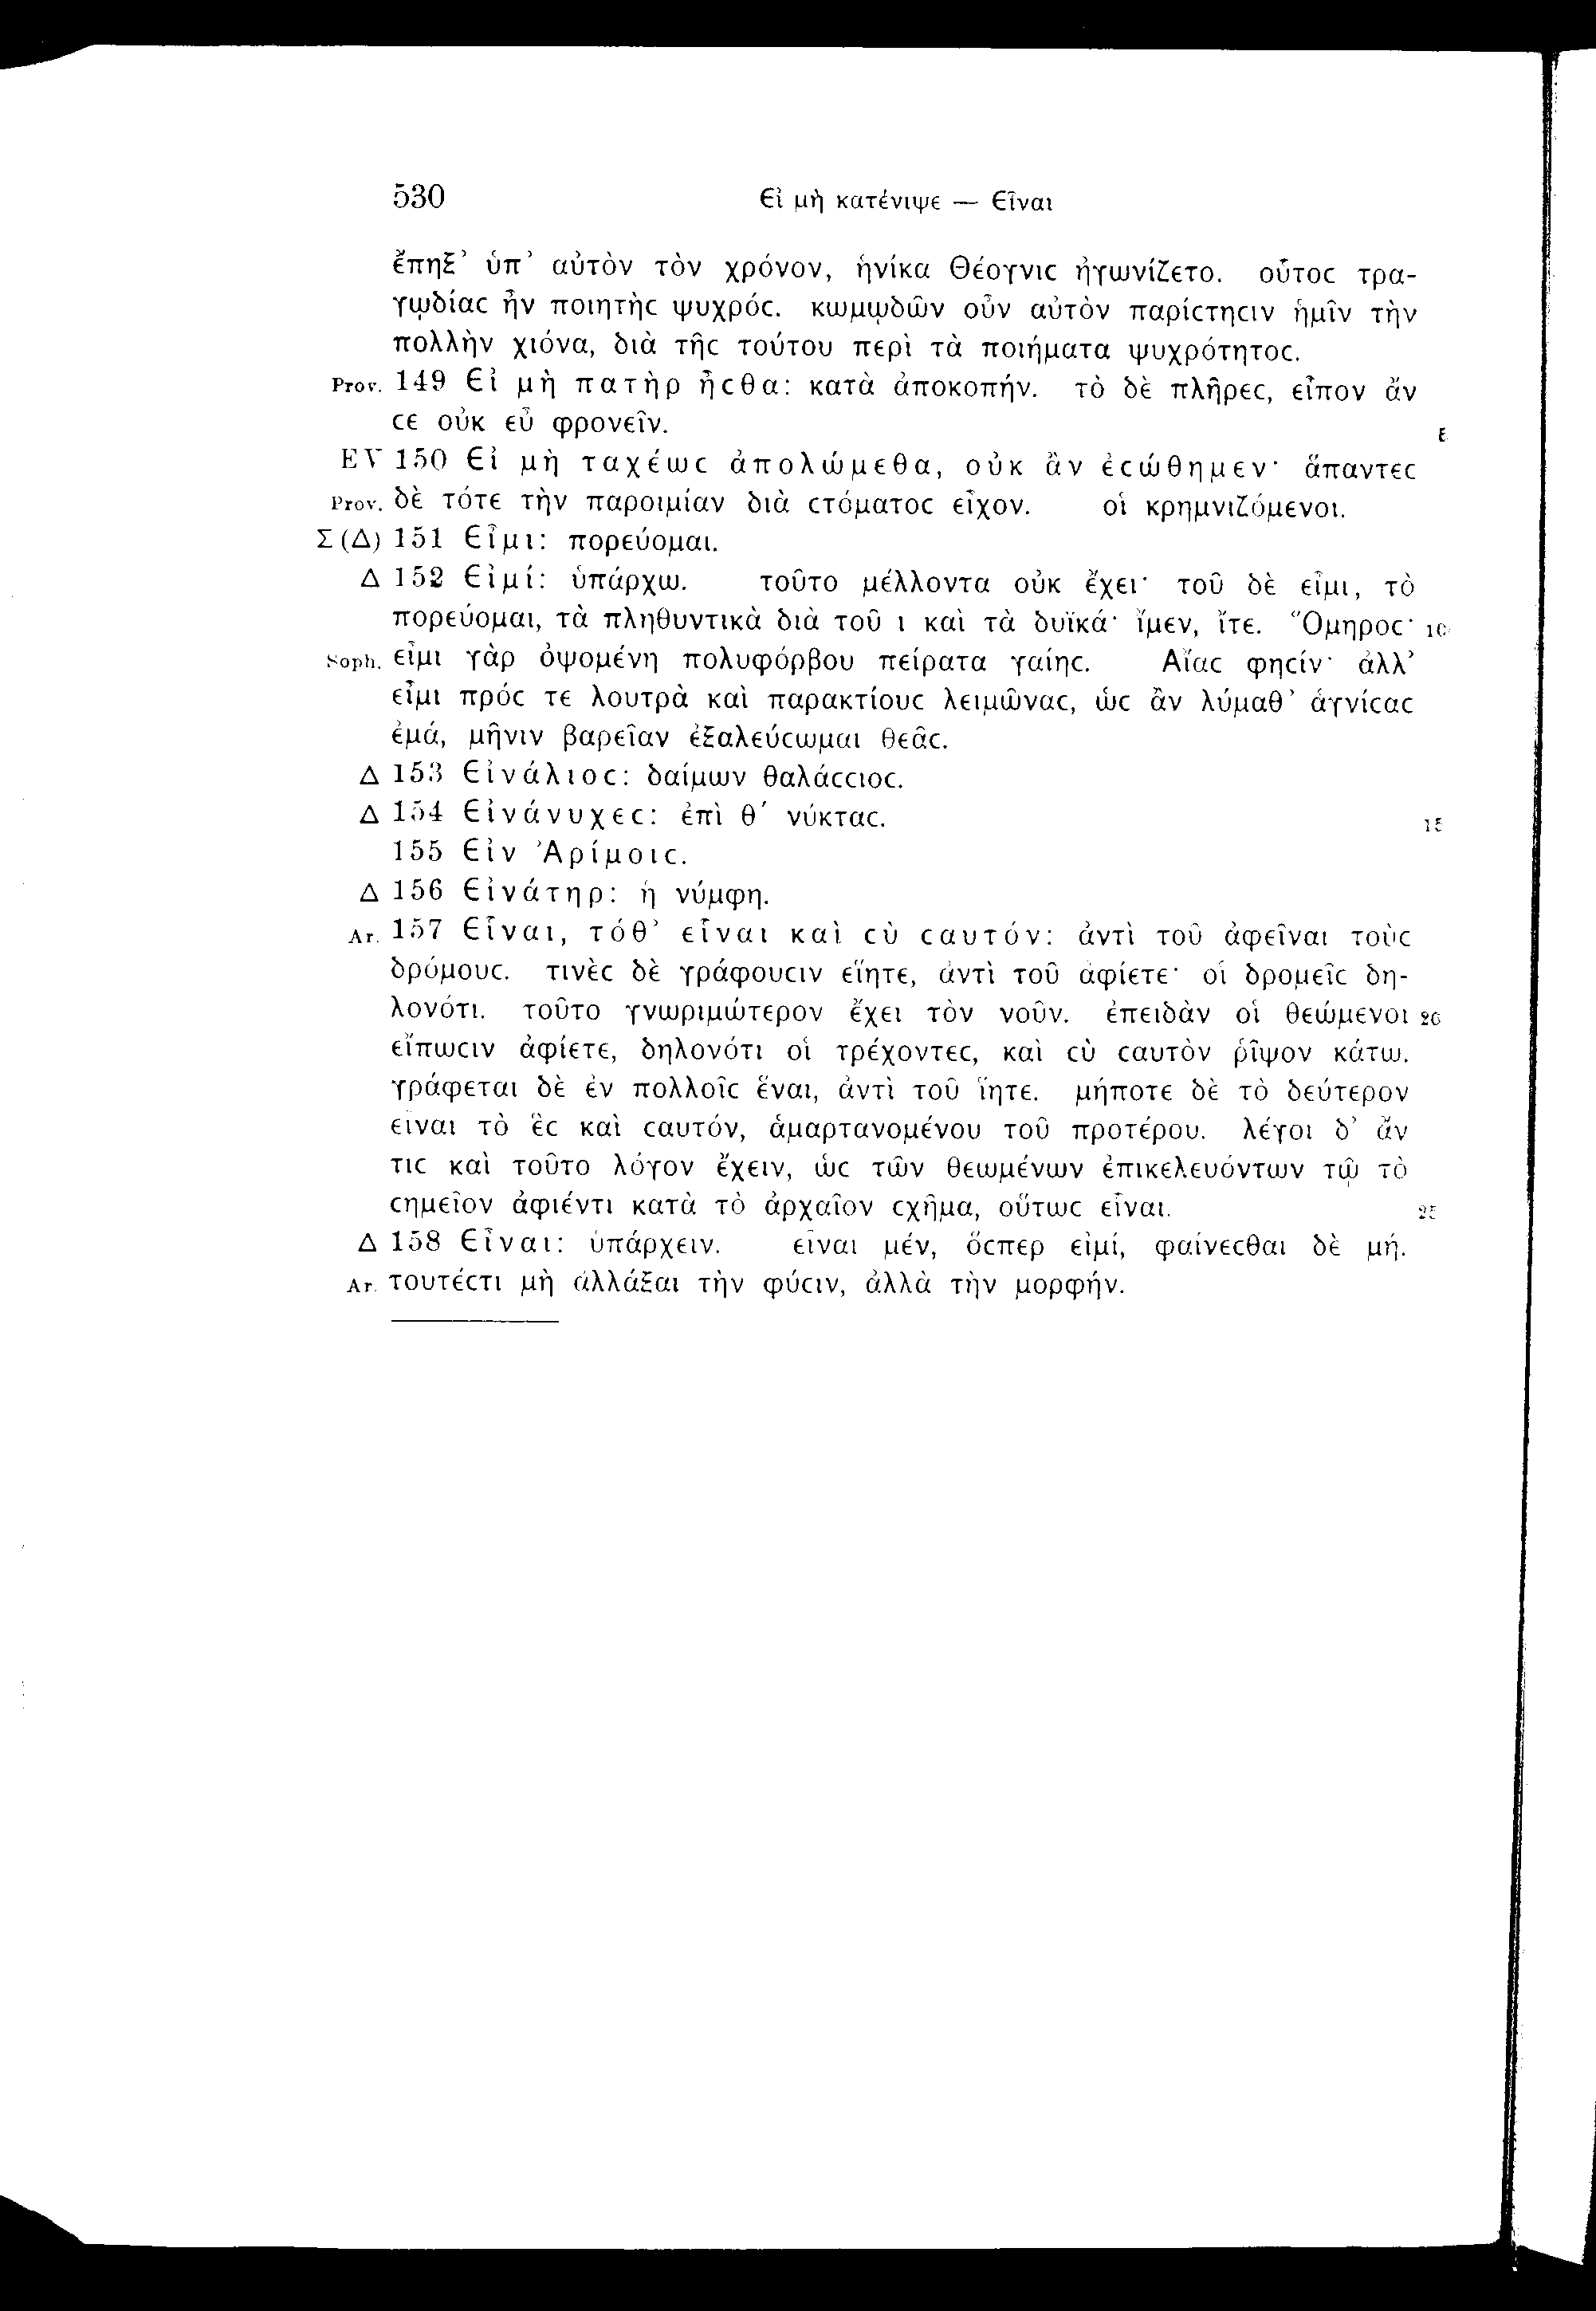 530 Εἰ μὴ κατένιψε — Εἶναι
ἔπηξ’ ὑπ’ αὐτὸν τὸν χρόνον, ἡνίκα Θέογνιϲ ἠγωνίζετο. οὗτοϲ τρα-
γῳδίαϲ ἦν ποιητὴϲ ψυχρόϲ. κωμῳδῶν οὖν αὐτὸν παρίϲτηϲιν ἡμῖν τὴν
πολλὴν χιόνα, διὰ τῆϲ τούτου περὶ τὰ ποιήματα ψυχρότητοϲ.
Prov. 149 Εἰ μὴ πατὴρ ἦϲθα: κατὰ ἀποκοπήν. τὸ δὲ πλῆρεϲ, εἶπον ἄν
ϲε οὐκ εὖ φρονεῖν. 5
EV 150 Εἰ μὴ ταχέωϲ ἀπολώμεθα, οὐκ ἂν ἐϲώθημεν· ἅπαντεϲ
Prov. δὲ τότε τὴν παροιμίαν διὰ ϲτόματοϲ εἶχον. οἱ κρημνιζόμενοι.
Σ(Δ) 151 Εἶμι: πορεύομαι.
Δ 152 Εἰμί: ὑπάρχω. τοῦτο μέλλοντα οὐκ ἔχει· τοῦ δὲ εἶμι, τὸ
πορεύομαι, τὰ πληθυντικὰ διὰ τοῦ ι καὶ τὰ δυϊκά· ἴμεν, ἴτε. Ὅμηροϲ· 10
Soph. εἶμι γὰρ ὀψομένη πολυφόρβου πείρατα γαίηϲ. Αἴαϲ φηϲίν· ἀλλ’
εἶμι πρόϲ τε λουτρὰ καὶ παρακτίουϲ λειμῶναϲ, ὡϲ ἂν λύμαθ’ ἁγνίϲαϲ
ἐμά, μῆνιν βαρεῖαν ἐξαλεύϲωμαι θεᾶϲ.
Δ 153 Εἰνάλιοϲ: δαίμων θαλάϲϲιοϲ.
Δ 154 Εἰνάνυχεϲ: ἐπὶ θ΄ νύκταϲ. 15
155 Εἰν Ἀρίμοιϲ.
Δ 156 Εἰνάτηρ: ἡ νύμφη.
Ar. 157 Εἶναι, τόθ’ εἶναι καὶ ϲὺ ϲαυτόν: ἀντὶ τοῦ ἀφεῖναι τοὺϲ
δρόμουϲ. τινὲϲ δὲ γράφουϲιν εἵητε, ἀντὶ τοῦ ἀφίετε· οἱ δρομεῖϲ δη-
λονότι. τοῦτο γνωριμώτερον ἔχει τὸν νοῦν. ἐπειδὰν οἱ θεώμενοι 20
εἴπωϲιν ἀφίετε, δηλονότι οἱ τρέχοντεϲ, καὶ ϲὺ ϲαυτὸν ῥῖψον κάτω.
γράφεται δὲ ἐν πολλοῖϲ ἕναι, ἀντὶ τοῦ ἵητε. μήποτε δὲ τὸ δεύτερον
εἶναι τὸ ἓϲ καὶ ϲαυτόν, ἁμαρτανομένου τοῦ προτέρου. λέγοι δ’ ἄν
τιϲ καὶ τοῦτο λόγον ἔχειν, ὡϲ τῶν θεωμένων ἐπικελευόντων τῷ τὸ
ϲημεῖον ἀφιέντι κατὰ τὸ ἀρχαῖον ϲχῆμα, οὕτωϲ εἶναι. 25
Δ 158 Εἶναι: ὑπάρχειν. εἶναι μέν, ὅϲπερ εἰμί, φαίνεϲθαι δὲ μή.
Ar. τουτέϲτι μὴ ἀλλάξαι τὴν φύϲιν, ἀλλὰ τὴν μορφήν.